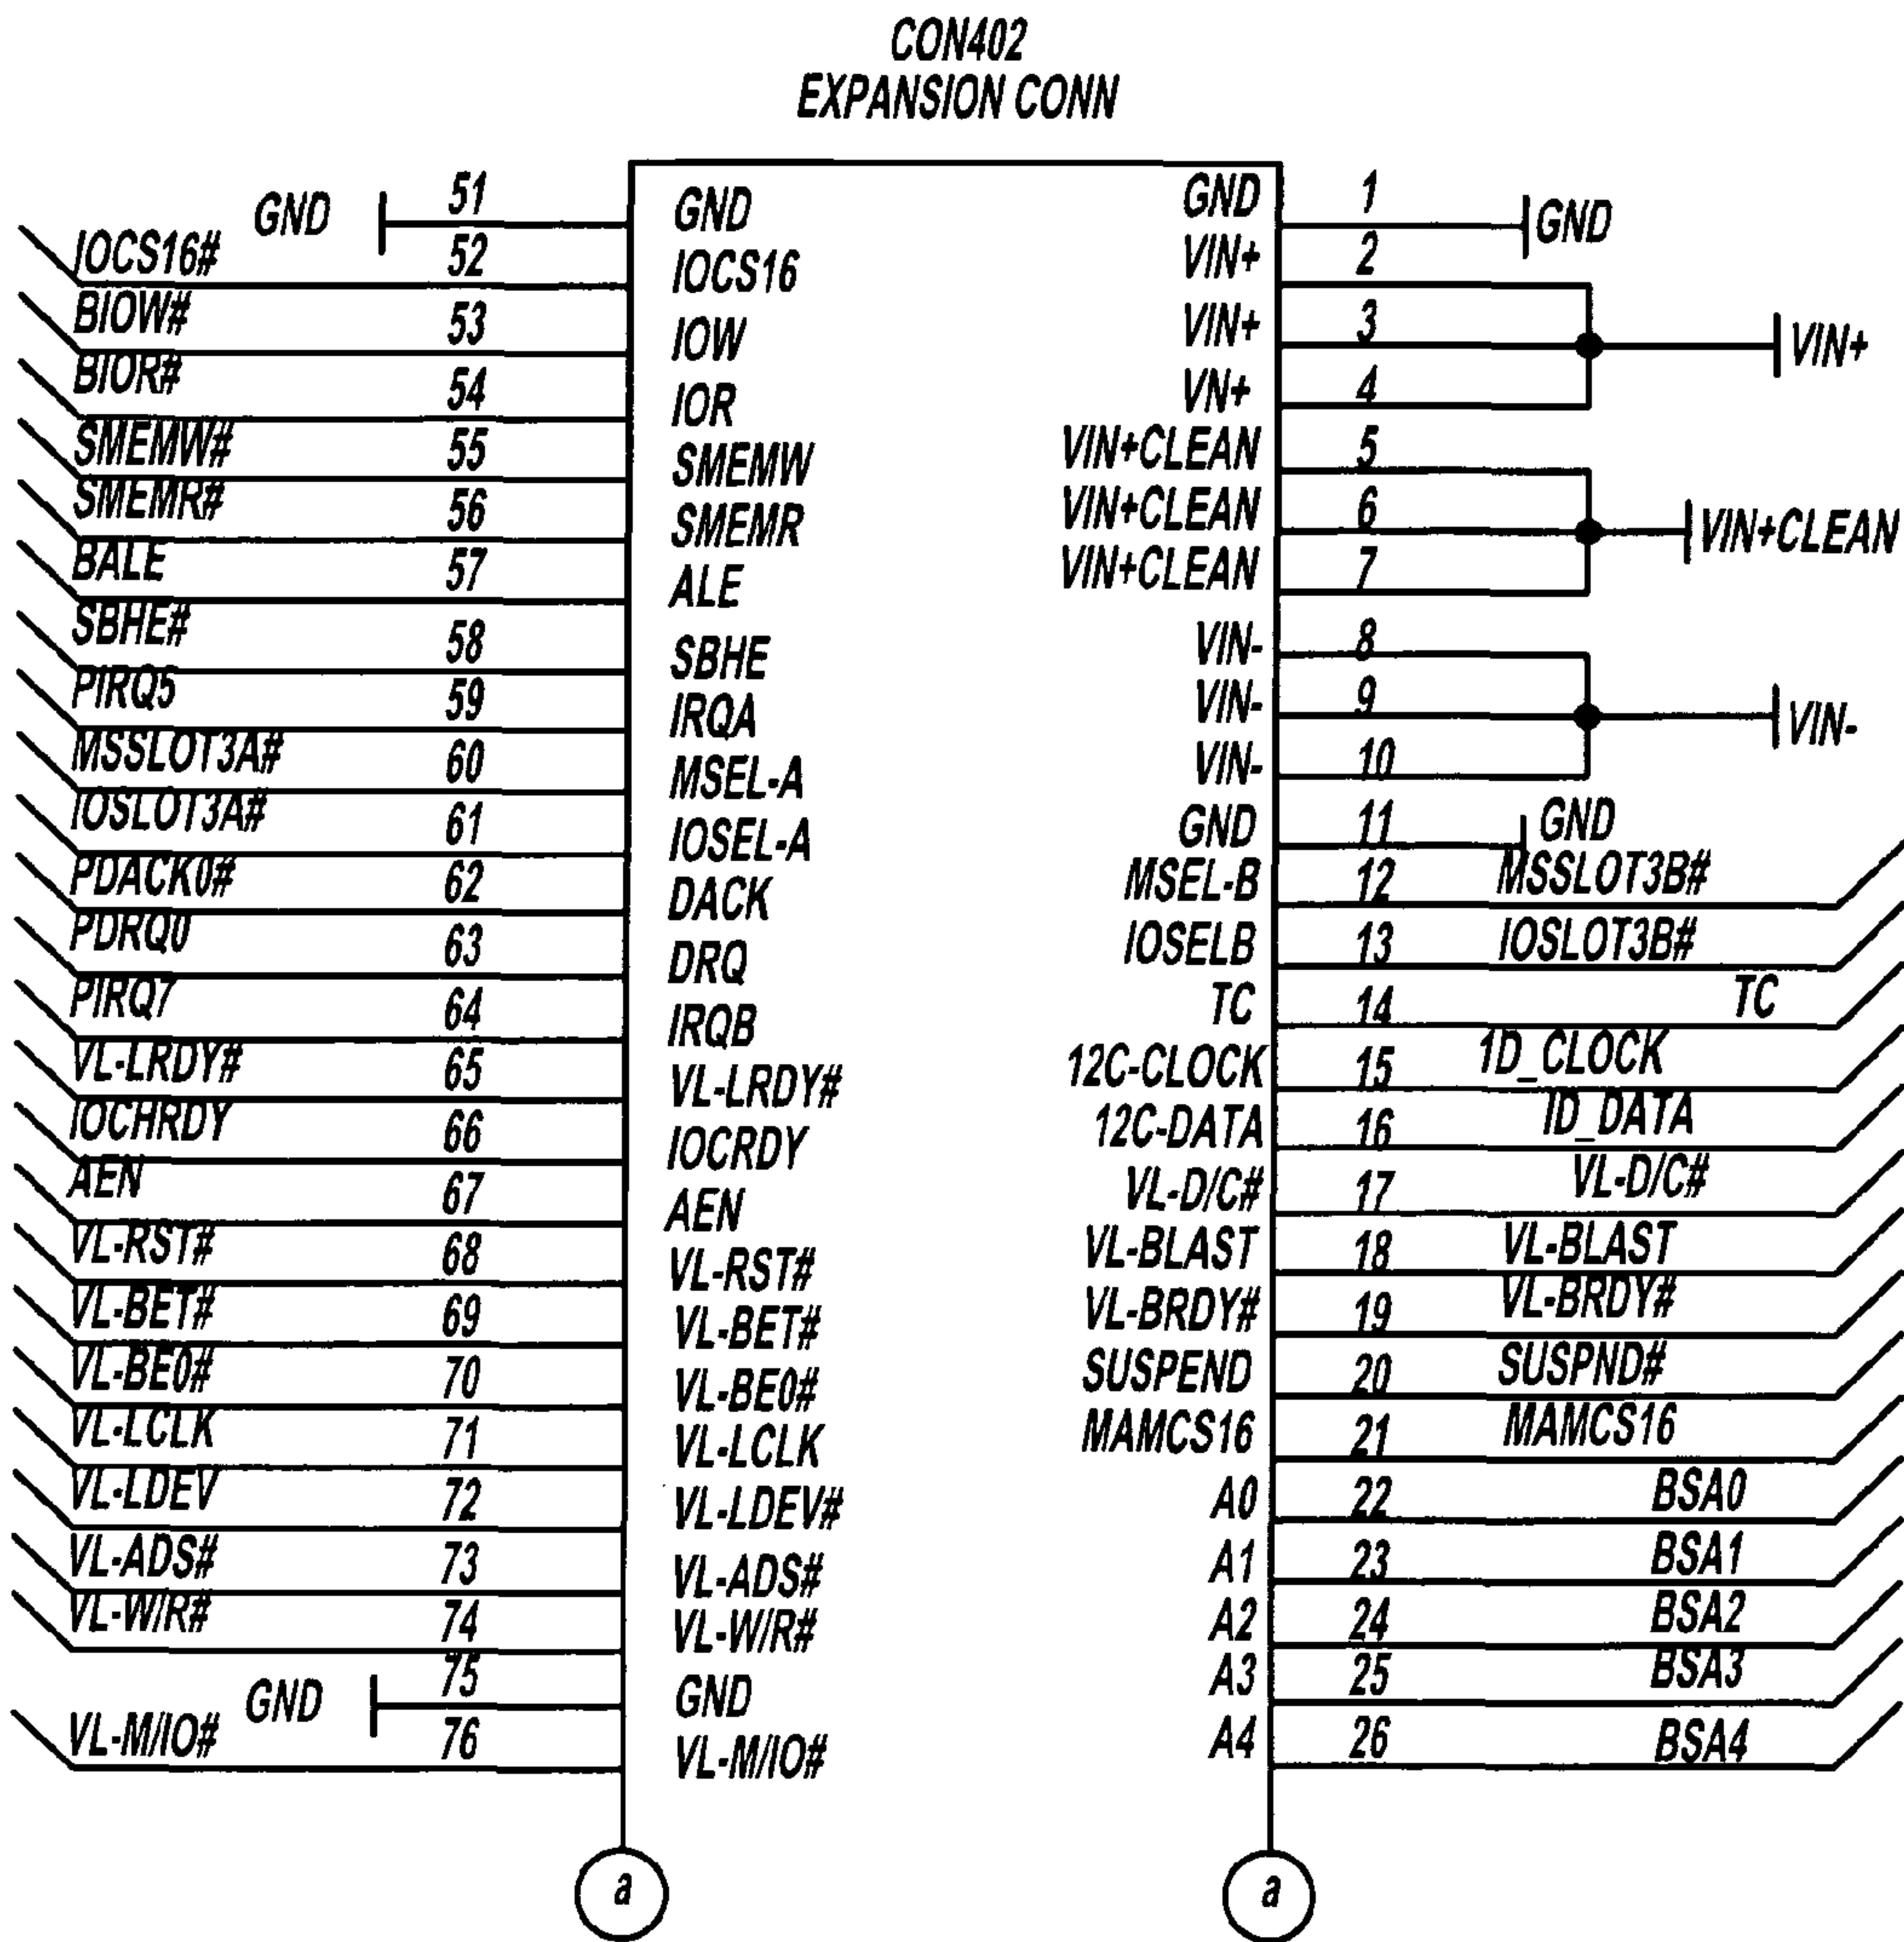 CON402
EXPANSION CONN
GND 51 GND GND 1 GND
IOCS16# 52 IOCS16 VIN+ 2
BIOW# 53 IOW VIN+ 3 VIN+
BIOR# 54 IOR VN+ 4
SMEMW# 55 SMEMW VIN+CLEAN 5
SMEMR# 56 SMEMR VIN+CLEAN 6 VIN+CLEAN
BALE 57 ALE VIN+CLEAN 7
SBHE# 58 SBHE VIN- 8
PIRQ5 59 IRQA VIN- 9 VIN-
MSSLOT3A# 60 MSEL-A VIN- 10
IOSLOT3A# 61 IOSEL-A GND 11 GND
PDACK0# 62 DACK MSEL-B 12 MSSLOT3B#
PDRQ0 63 DRQ IOSELB 13 IOSLOT3B#
PIRQ7 64 IRQB TC 14 TC
VL-LRDY# 65 VL-LRDY# 12C-CLOCK 15 1D_CLOCK
IOCHRDY 66 IOCRDY 12C-DATA 16 ID_DATA
AEN 67 AEN VL-D/C# 17 VL-D/C#
VL-RST# 68 VL-RST# VL-BLAST 18 VL-BLAST
VL-BET# 69 VL-BET# VL-BRDY# 19 VL-BRDY#
VL-BE0# 70 VL-BE0# SUSPEND 20 SUSPND#
VL-LCLK 71 VL-LCLK MAMCS16 21 MAMCS16
VL-LDEV 72 VL-LDEV# A0 22 BSA0
VL-ADS# 73 VL-ADS# A1 23 BSA1
VL-W/R# 74 VL-W/R# A2 24 BSA2
GND 75 GND A3 25 BSA3
VL-M/IO# 76 VL-M/IO# A4 26 BSA4
a a